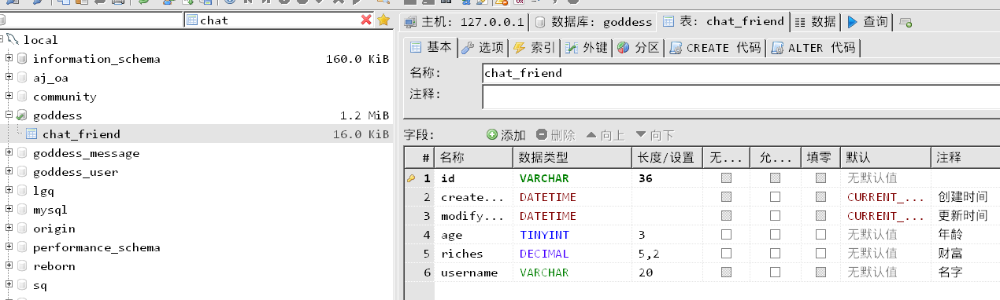 chat
主机: 127.0.0.1 数据库: goddess 表: chat_friend 数据 查询
local
information_schema 160.0 KiB
aj_oa
community
goddess 1.2 MiB
chat_friend 16.0 KiB
goddess_message
goddess_user
lgq
mysql
origin
performance_schema
reborn
sq
基本 选项 索引 外键 分区 CREATE 代码 ALTER 代码
名称: chat_friend
注释:
字段: 添加 删除 向上 向下
# 名称 数据类型 长度/设置 无... 允... 填零 默认 注释
1 id VARCHAR 36 无默认值
2 create... DATETIME CURRENT_... 创建时间
3 modify... DATETIME CURRENT_... 更新时间
4 age TINYINT 3 无默认值 年龄
5 riches DECIMAL 5,2 无默认值 财富
6 username VARCHAR 20 无默认值 名字